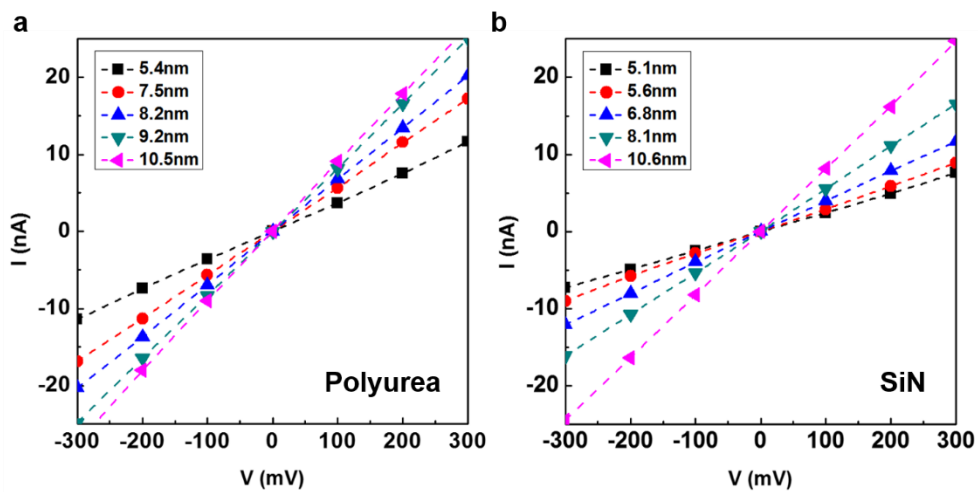 a
5.4nm
7.5nm
8.2nm
9.2nm
10.5nm
20
10
0
-10
-20
I (nA)
Polyurea
-300 -200 -100 0 100 200 300
V (mV)
b
5.1nm
5.6nm
6.8nm
8.1nm
10.6nm
20
10
0
-10
-20
I (nA)
SiN
-300 -200 -100 0 100 200 300
V (mV)